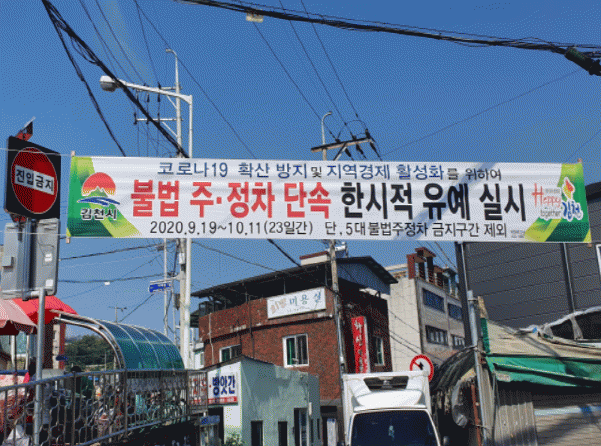 코로나19 확산 방지 및 지역경제 활성화를 위하여
불법 주·정차 단속 한시적 유예 실시
2020.9.19~10.11(23일간) 단, 5대 불법주정차 금지구간 제외
김천시
Happy
together
김천
진입금지
미용실
방앗간